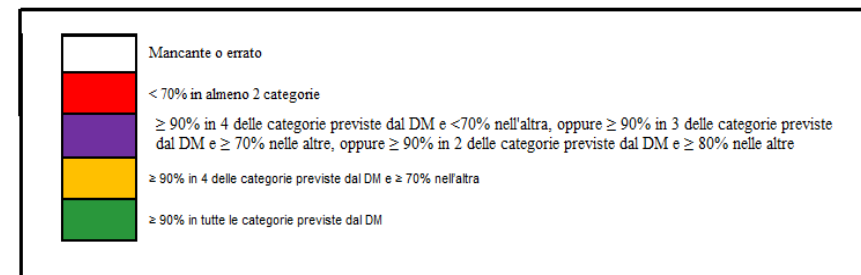 Mancante o errato
< 70% in almeno 2 categorie
≥ 90% in 4 delle categorie previste dal DM e <70% nell'altra, oppure ≥ 90% in 3 delle categorie previste
dal DM e ≥ 70% nelle altre, oppure ≥ 90% in 2 delle categorie previste dal DM e ≥ 80% nelle altre
≥ 90% in 4 delle categorie previste dal DM e ≥ 70% nell'altra
≥ 90% in tutte le categorie previste dal DM